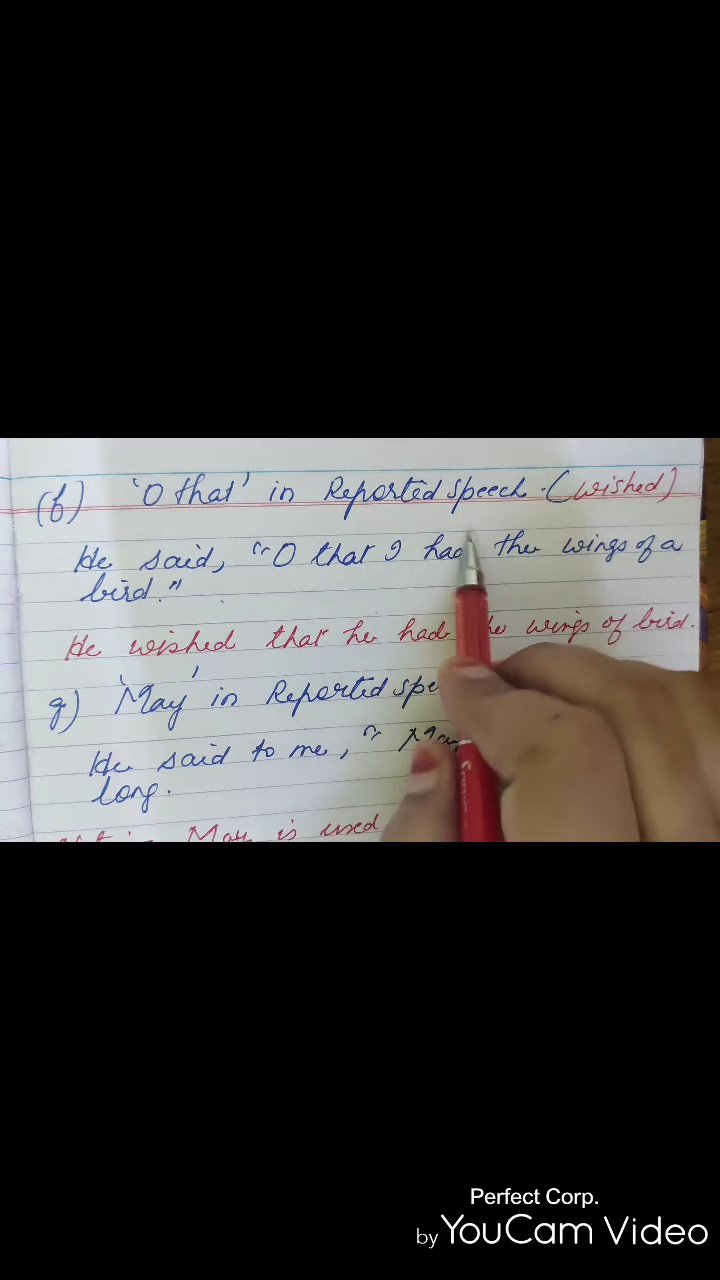 (f) 'O that' in Reported speech. (wished)
He said, "O that I had the wings of a
bird."
He wished that he had the wings of bird.
g) 'May' in Reported spe
He said to me, "May
long.
May is used
Perfect Corp.
by YouCam Video